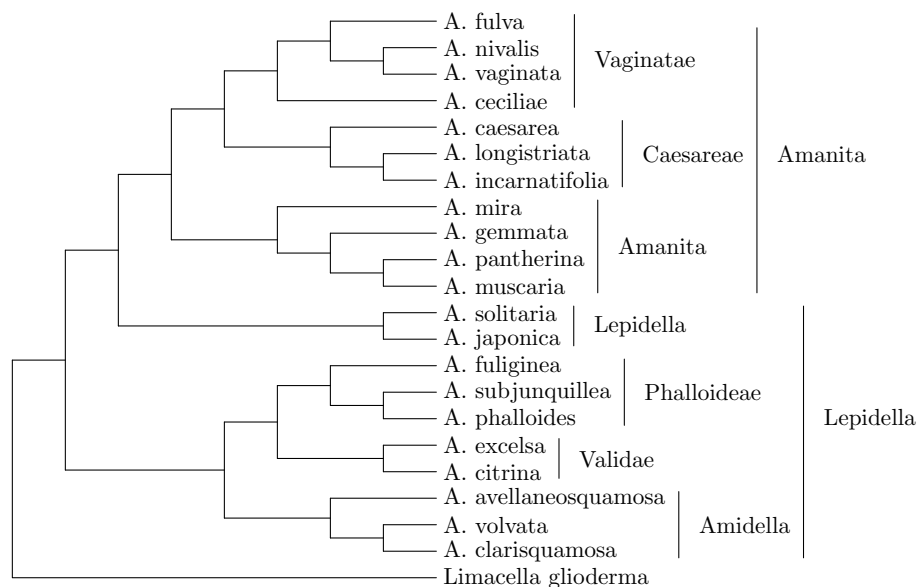 A. fulva
A. nivalis
A. vaginata
A. ceciliae
Vaginatae
A. caesarea
A. longistriata
A. incarnatifolia
Caesareae
A. mira
A. gemmata
A. pantherina
A. muscaria
Amanita
Amanita
A. solitaria
A. japonica
Lepidella
A. fuliginea
A. subjunquillea
A. phalloides
Phalloideae
A. excelsa
A. citrina
Validae
A. avellaneosquamosa
A. volvata
A. clarisquamosa
Amidella
Lepidella
Limacella glioderma